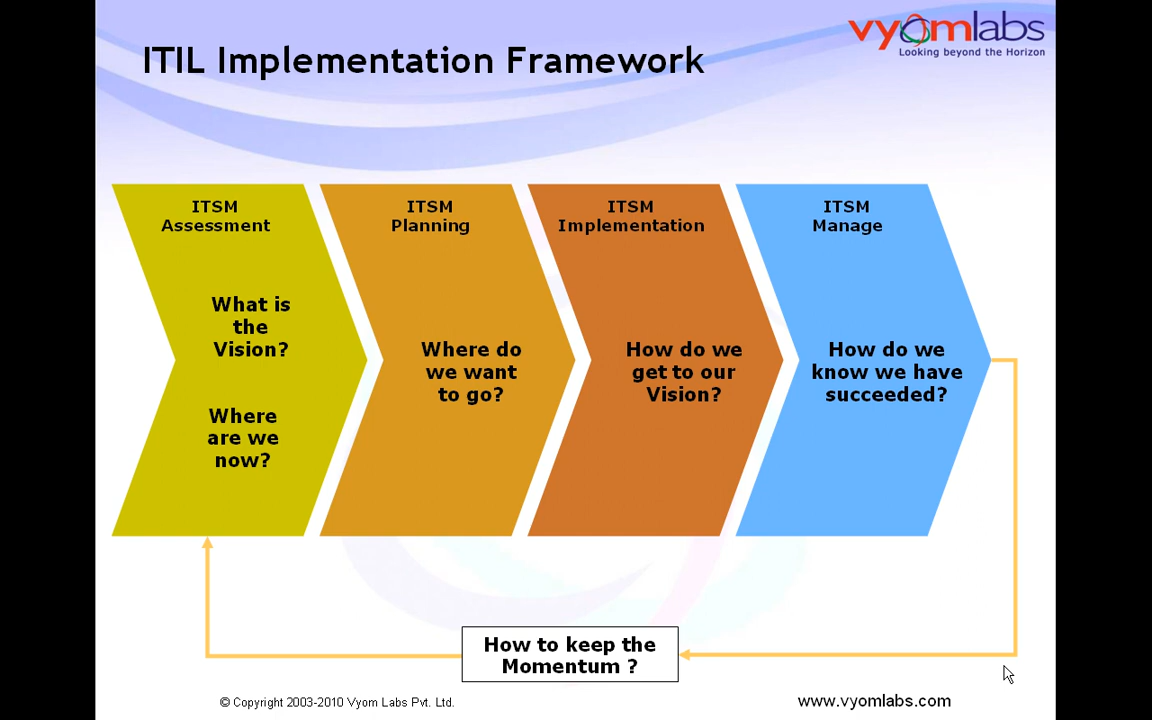 vyomlabs
Looking beyond the Horizon
ITIL Implementation Framework
ITSM
Assessment
What is
the
Vision?
Where
are we
now?
ITSM
Planning
Where do
we want
to go?
ITSM
Implementation
How do we
get to our
Vision?
ITSM
Manage
How do we
know we have
succeeded?
How to keep the
Momentum ?
© Copyright 2003-2010 Vyom Labs Pvt. Ltd.
www.vyomlabs.com